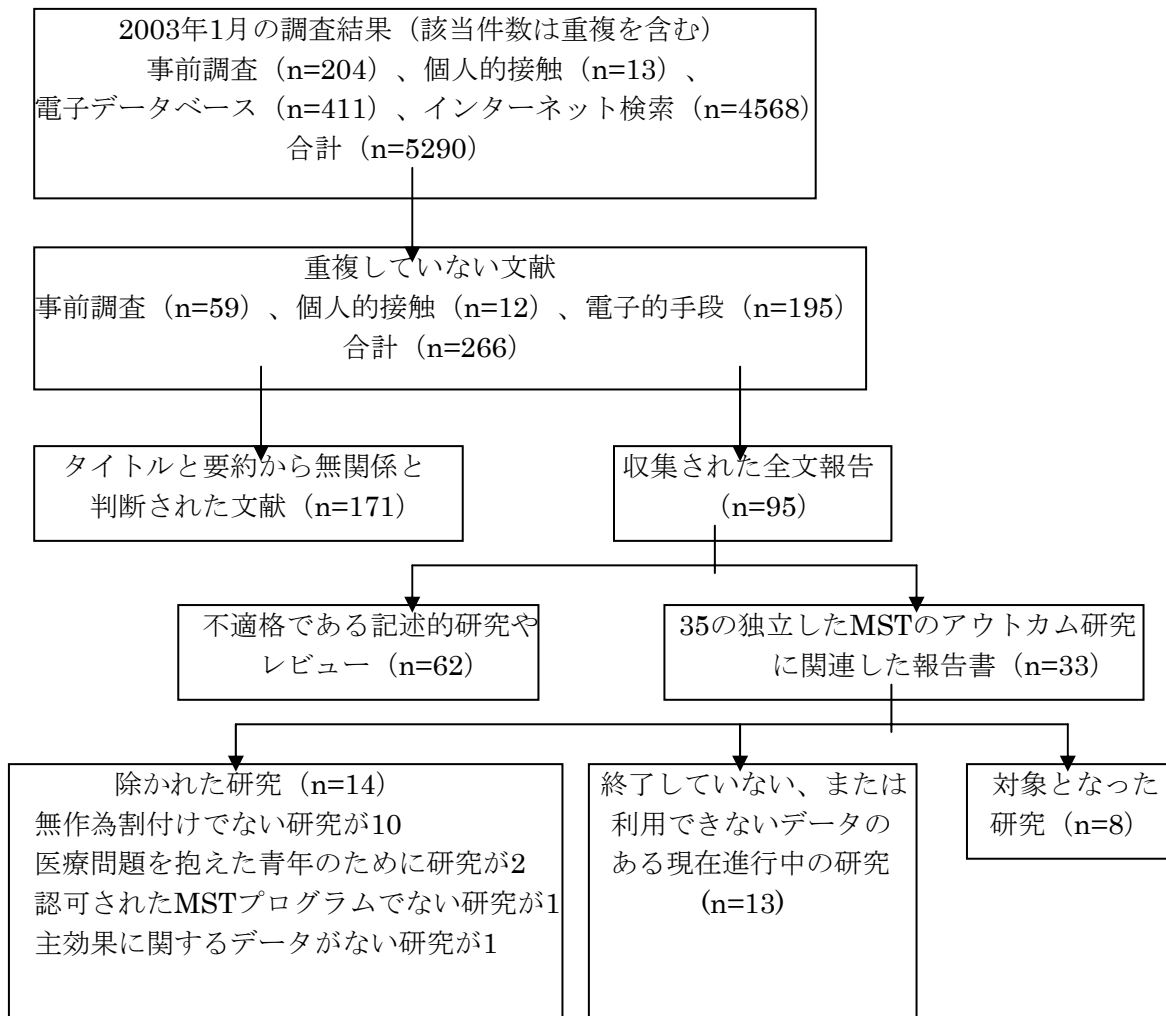 2003年1月の調査結果（該当件数は重複を含む）
事前調査（n=204）、個人的接触（n=13）、
電子データベース（n=411）、インターネット検索（n=4568）
合計（n=5290）
重複していない文献
事前調査（n=59）、個人的接触（n=12）、電子的手段（n=195）
合計（n=266）
タイトルと要約から無関係と
判断された文献（n=171）
収集された全文報告
（n=95）
不適格である記述的研究や
レビュー（n=62）
35の独立したMSTのアウトカム研究
に関連した報告書（n=33）
除かれた研究（n=14）
無作為割付けでない研究が10
医療問題を抱えた青年のために研究が2
認可されたMSTプログラムでない研究が1
主効果に関するデータがない研究が1
終了していない、または
利用できないデータの
ある現在進行中の研究
(n=13)
対象となった
研究（n=8）